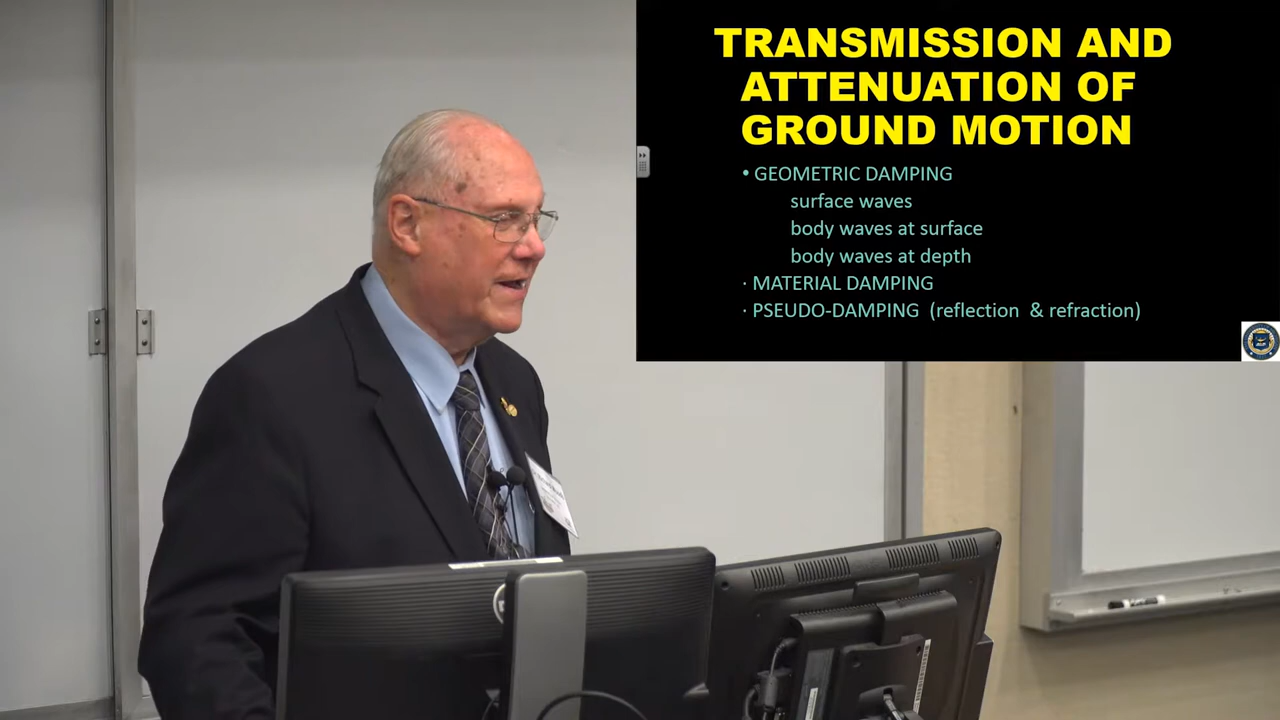 TRANSMISSION AND
ATTENUATION OF
GROUND MOTION
• GEOMETRIC DAMPING
surface waves
body waves at surface
body waves at depth
· MATERIAL DAMPING
· PSEUDO-DAMPING (reflection & refraction)